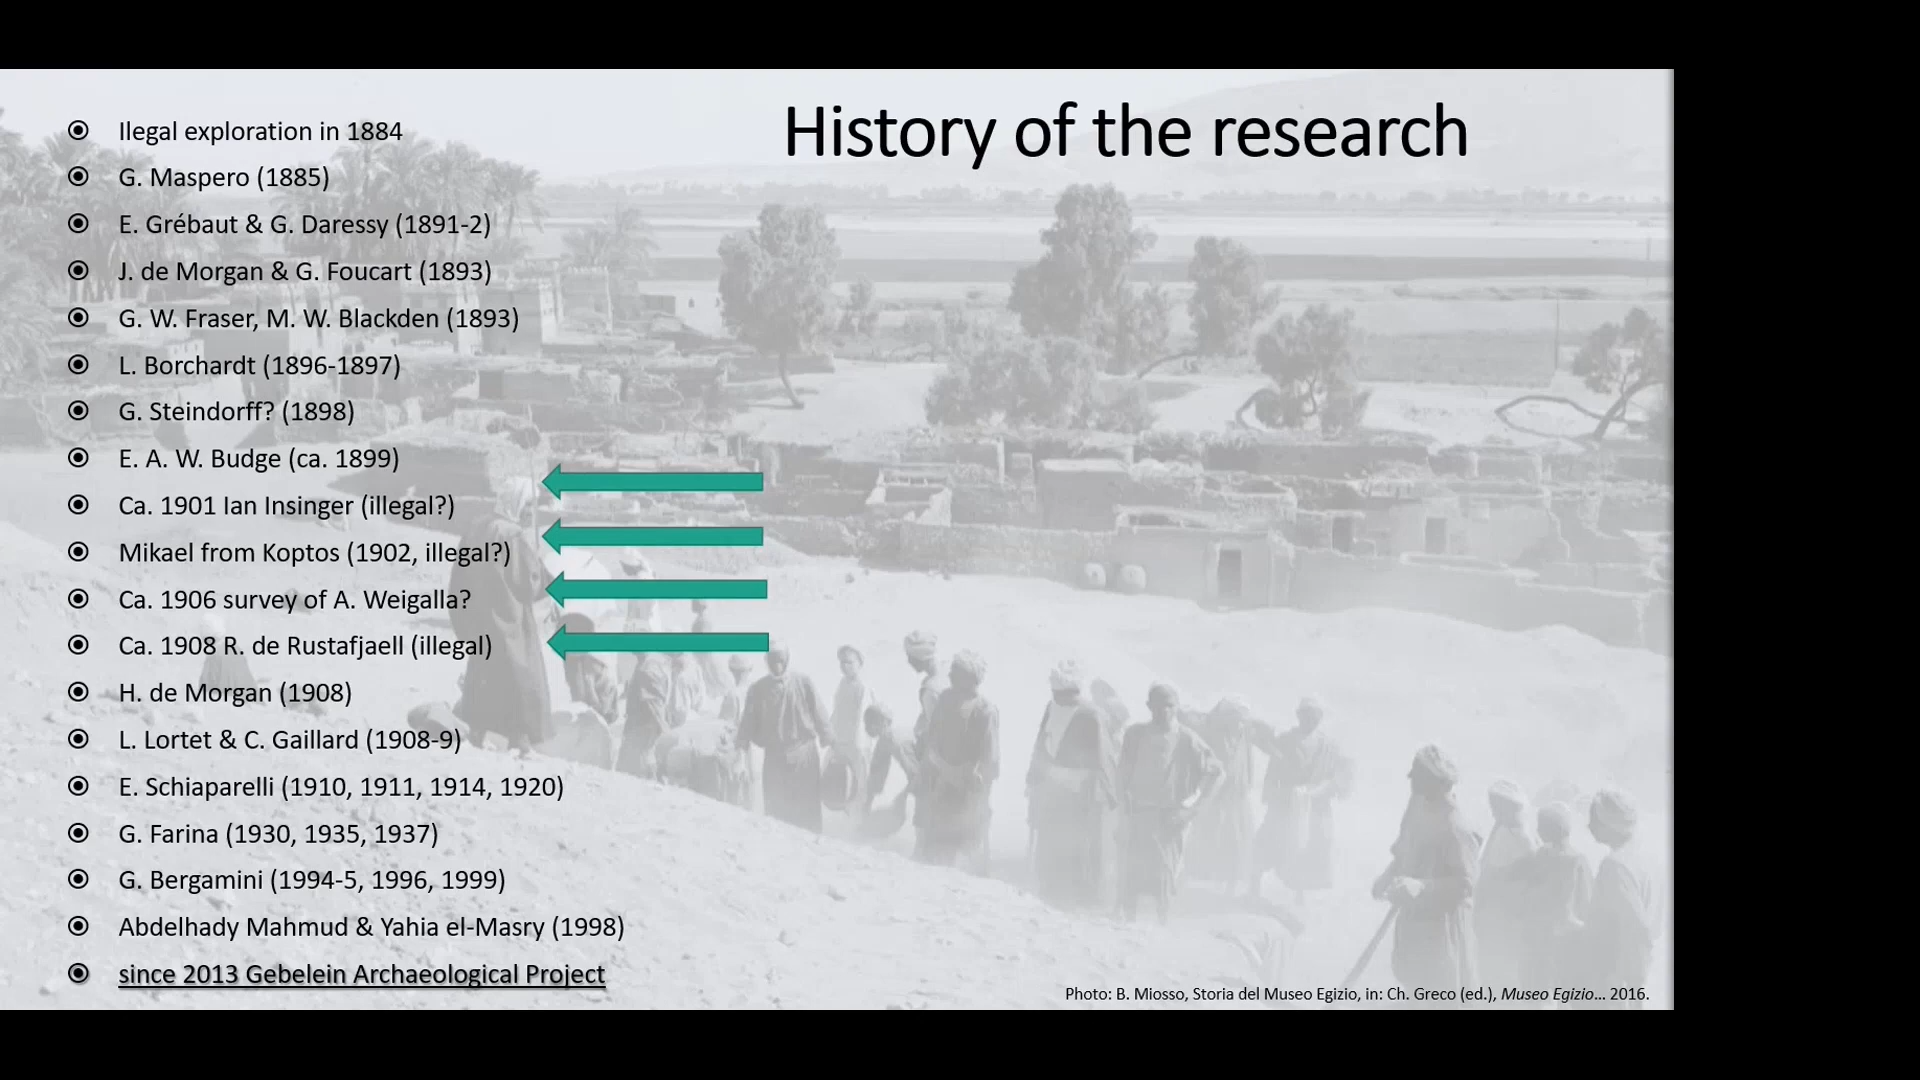 History of the research
Ilegal exploration in 1884
G. Maspero (1885)
E. Grébaut & G. Daressy (1891-2)
J. de Morgan & G. Foucart (1893)
G. W. Fraser, M. W. Blackden (1893)
L. Borchardt (1896-1897)
G. Steindorff? (1898)
E. A. W. Budge (ca. 1899)
Ca. 1901 Ian Insinger (illegal?)
Mikael from Koptos (1902, illegal?)
Ca. 1906 survey of A. Weigalla?
Ca. 1908 R. de Rustafjaell (illegal)
H. de Morgan (1908)
L. Lortet & C. Gaillard (1908-9)
E. Schiaparelli (1910, 1911, 1914, 1920)
G. Farina (1930, 1935, 1937)
G. Bergamini (1994-5, 1996, 1999)
Abdelhady Mahmud & Yahia el-Masry (1998)
since 2013 Gebelein Archaeological Project
Photo: B. Miosso, Storia del Museo Egizio, in: Ch. Greco (ed.), Museo Egizio… 2016.